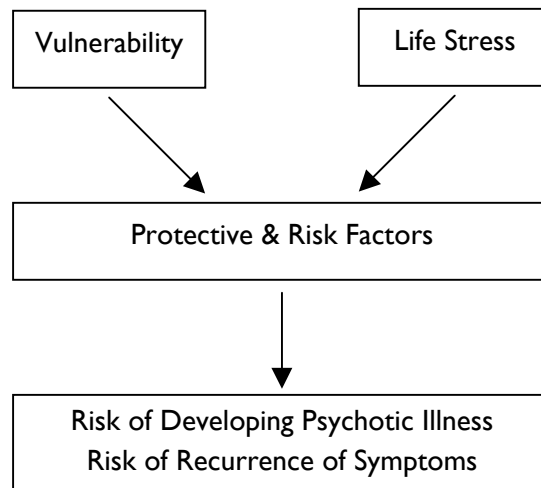 Vulnerability
Life Stress
Protective & Risk Factors
Risk of Developing Psychotic Illness
Risk of Recurrence of Symptoms